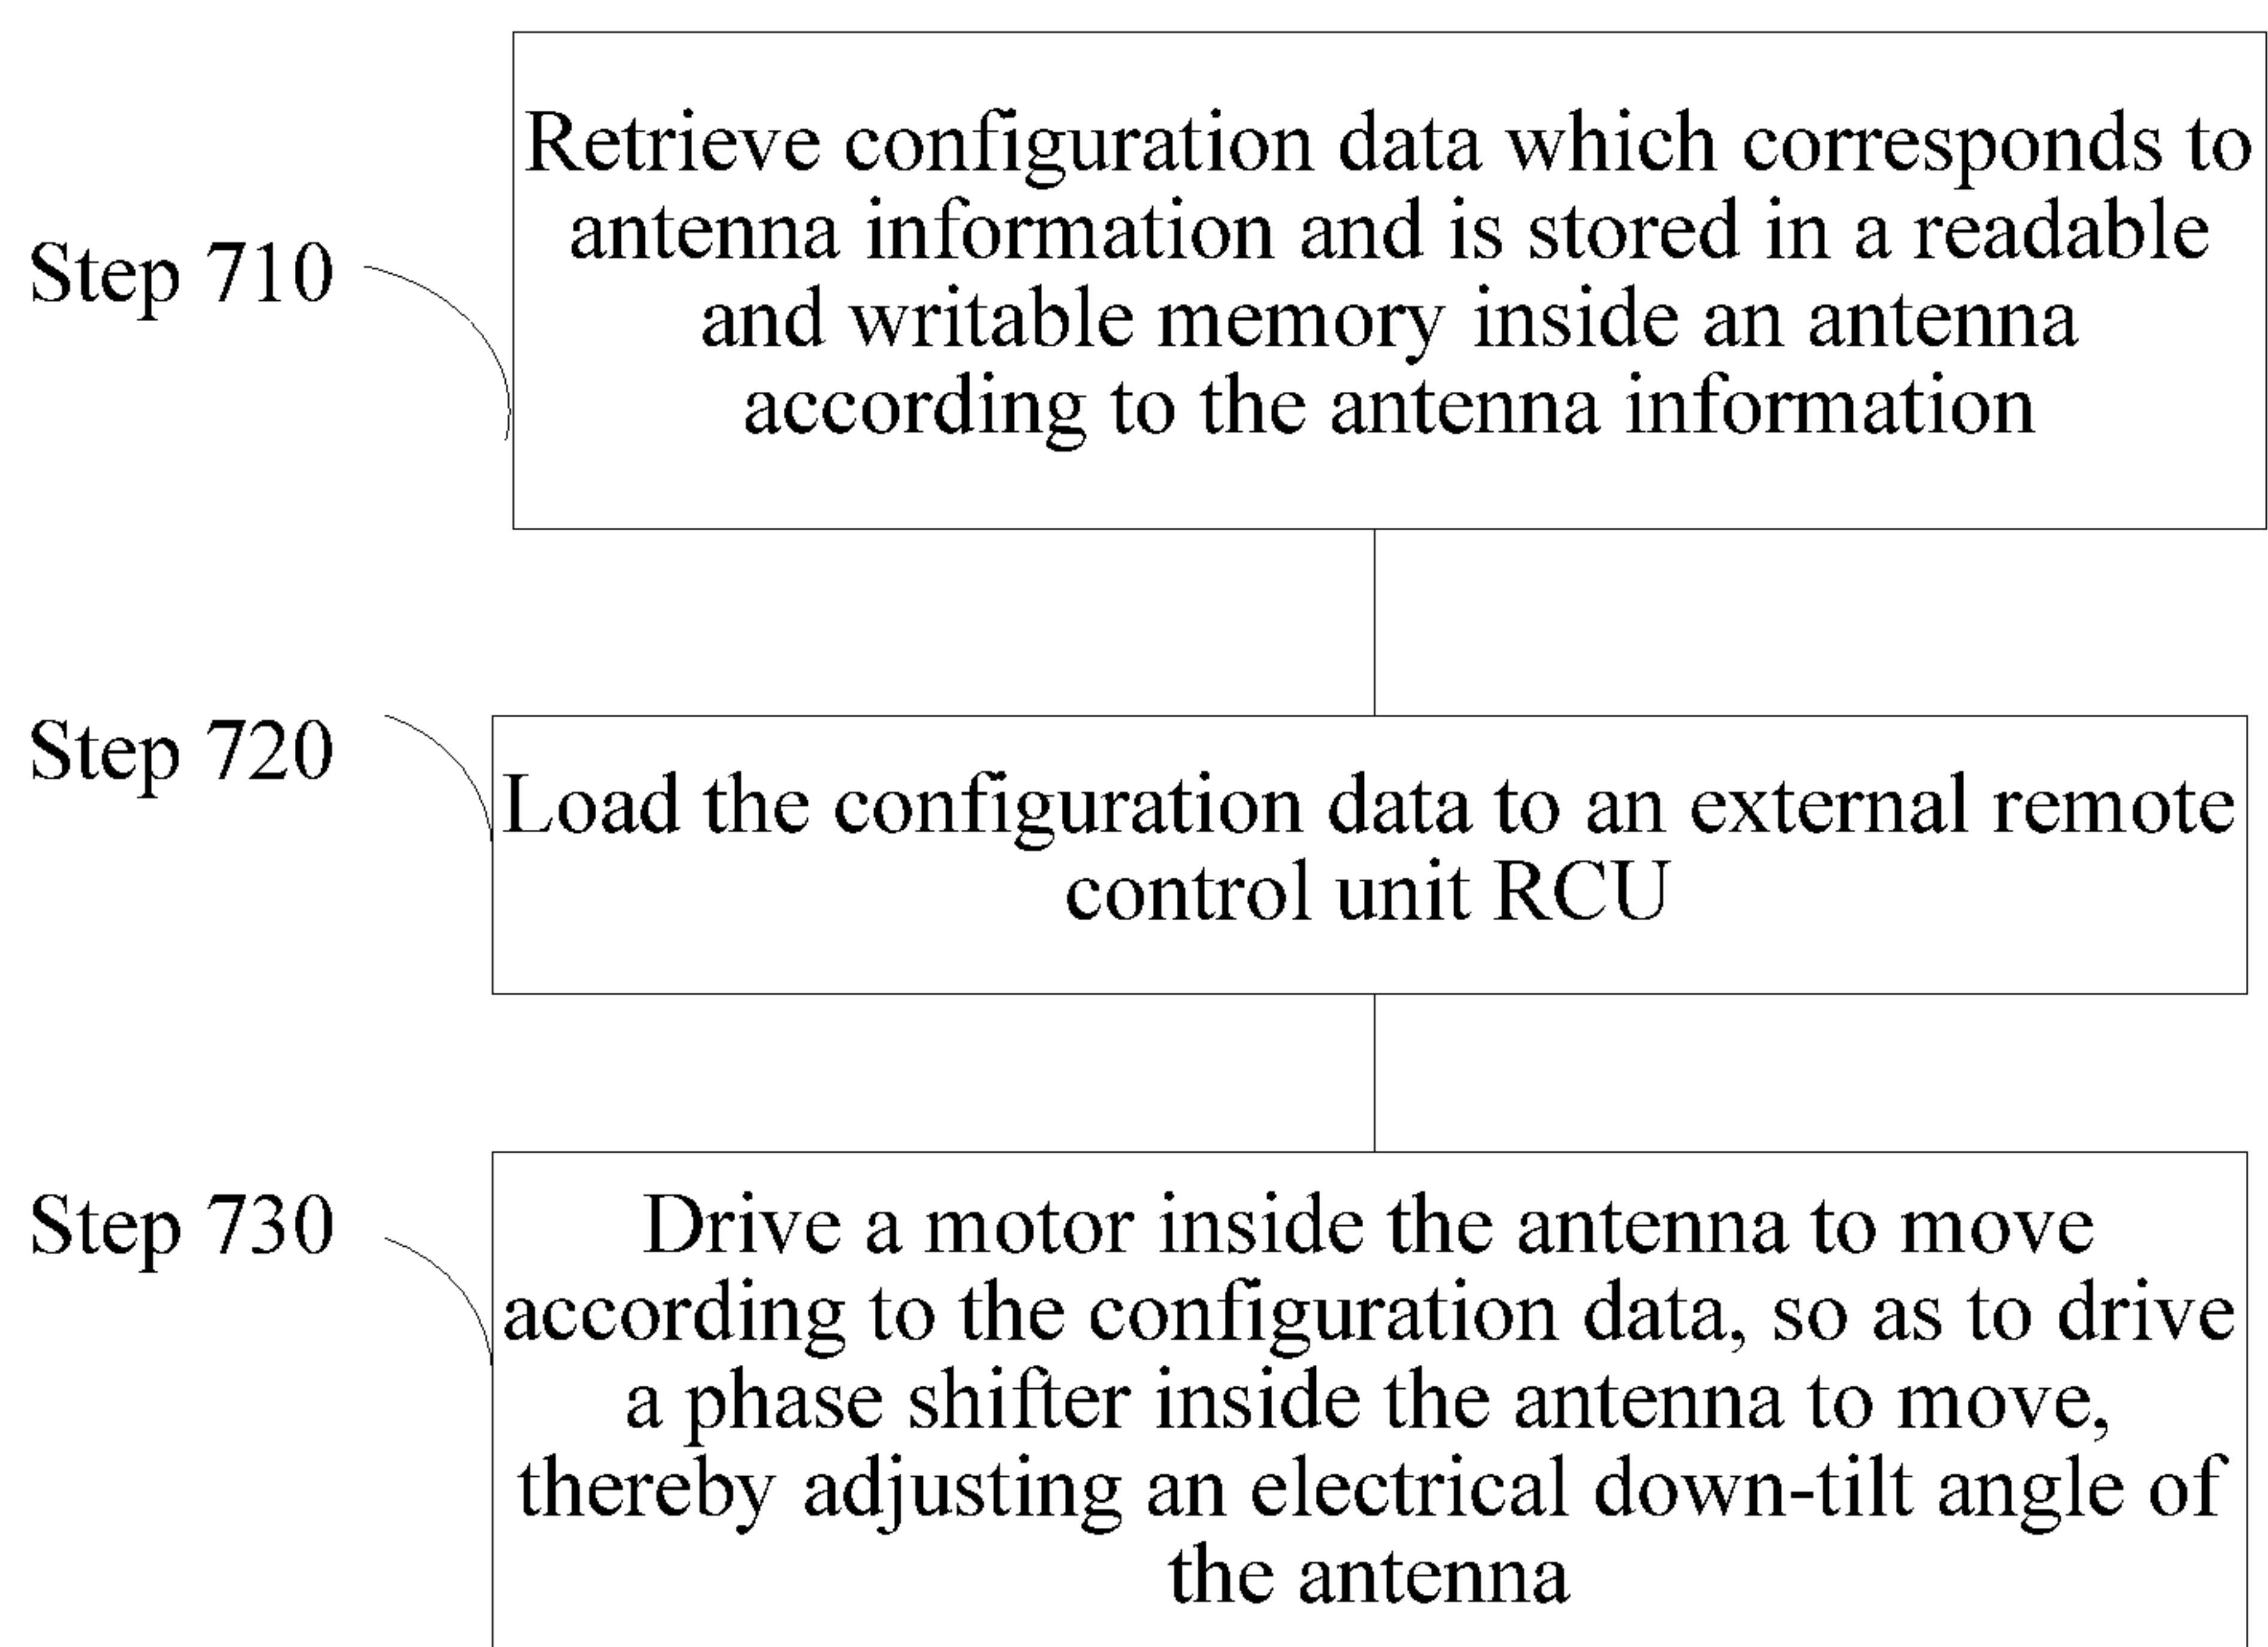 Step 710
Retrieve configuration data which corresponds to
antenna information and is stored in a readable
and writable memory inside an antenna
according to the antenna information
Step 720
Load the configuration data to an external remote
control unit RCU
Step 730
Drive a motor inside the antenna to move
according to the configuration data, so as to drive
a phase shifter inside the antenna to move,
thereby adjusting an electrical down-tilt angle of
the antenna